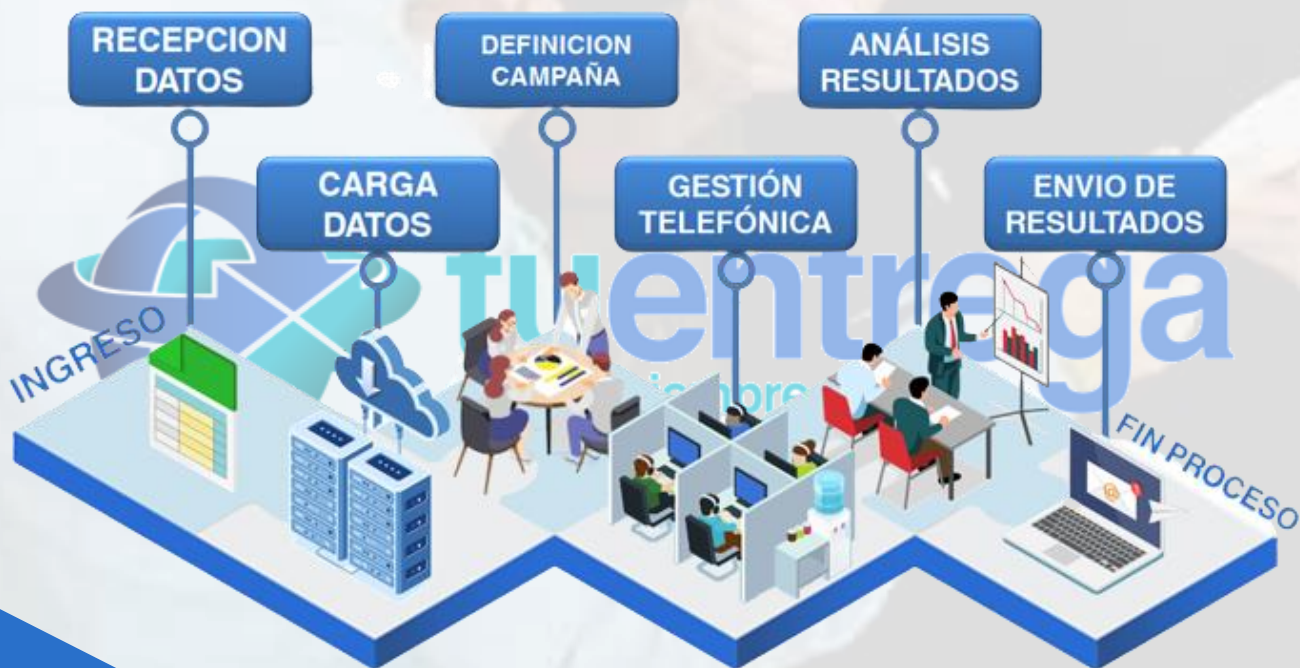 RECEPCION
DATOS
DEFINICION
CAMPAÑA
ANÁLISIS
RESULTADOS
CARGA
DATOS
GESTIÓN
TELEFÓNICA
ENVIO DE
RESULTADOS
tuentrega
INGRESO
FIN PROCESO